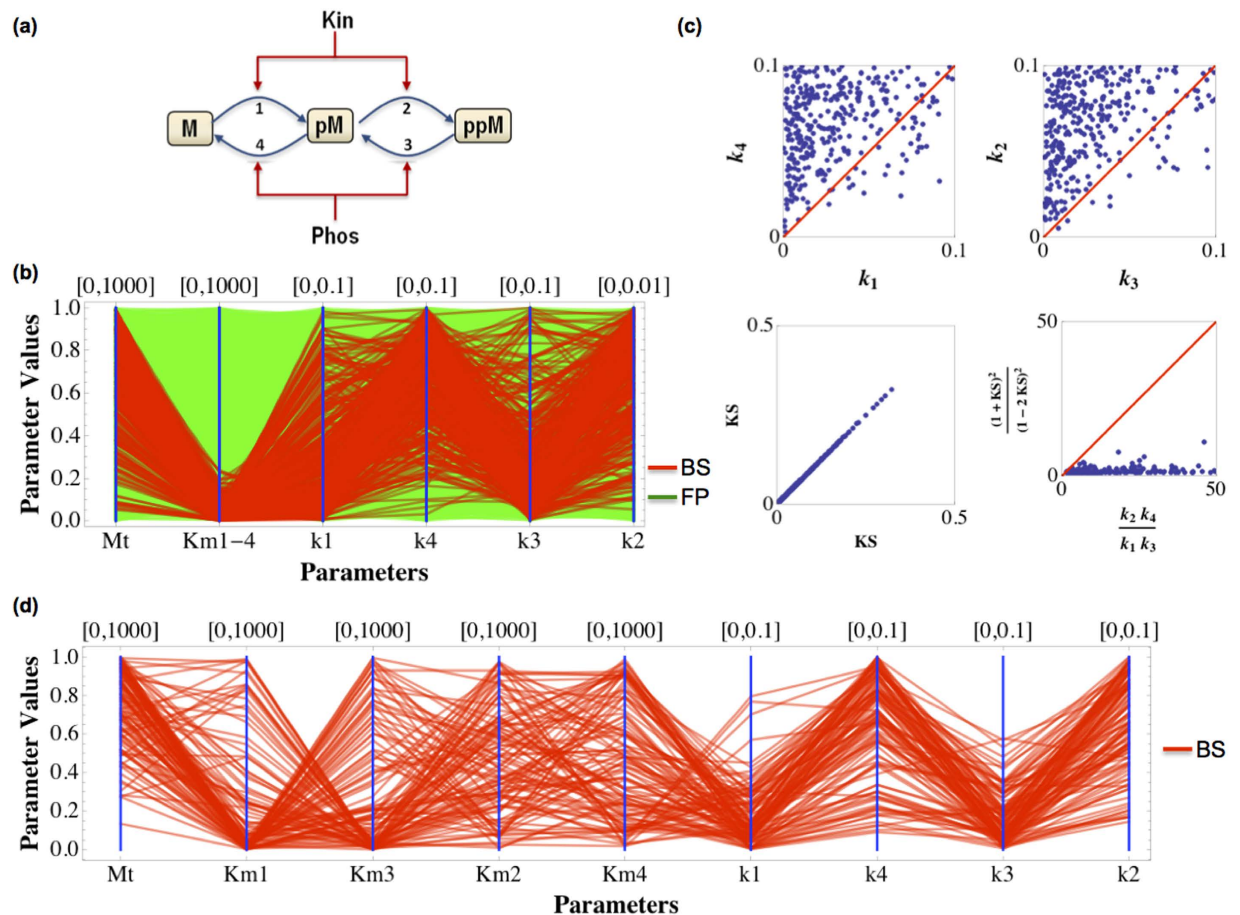 (a)
Kin
1
2
M
pM
ppM
4
3
Phos
(b)
[0,1000] [0,1000] [0,0.1] [0,0.1] [0,0.1] [0,0.01]
Parameter Values
1.0
0.8
0.6
0.4
0.2
0.0
BS
FP
Mt Km1-4 k1 k4 k3 k2
Parameters
(c)
0.1
k4
0
0 0.1
k1
0.1
k2
0
0 0.1
k3
0.5
KS
0
0 0.5
KS
50
(1 + KS)²
(1 - 2 KS)²
0
0 50
k2 k4
k1 k3
(d)
[0,1000] [0,1000] [0,1000] [0,1000] [0,1000] [0,0.1] [0,0.1] [0,0.1] [0,0.1]
Parameter Values
1.0
0.8
0.6
0.4
0.2
0.0
BS
Mt Km1 Km3 Km2 Km4 k1 k4 k3 k2
Parameters